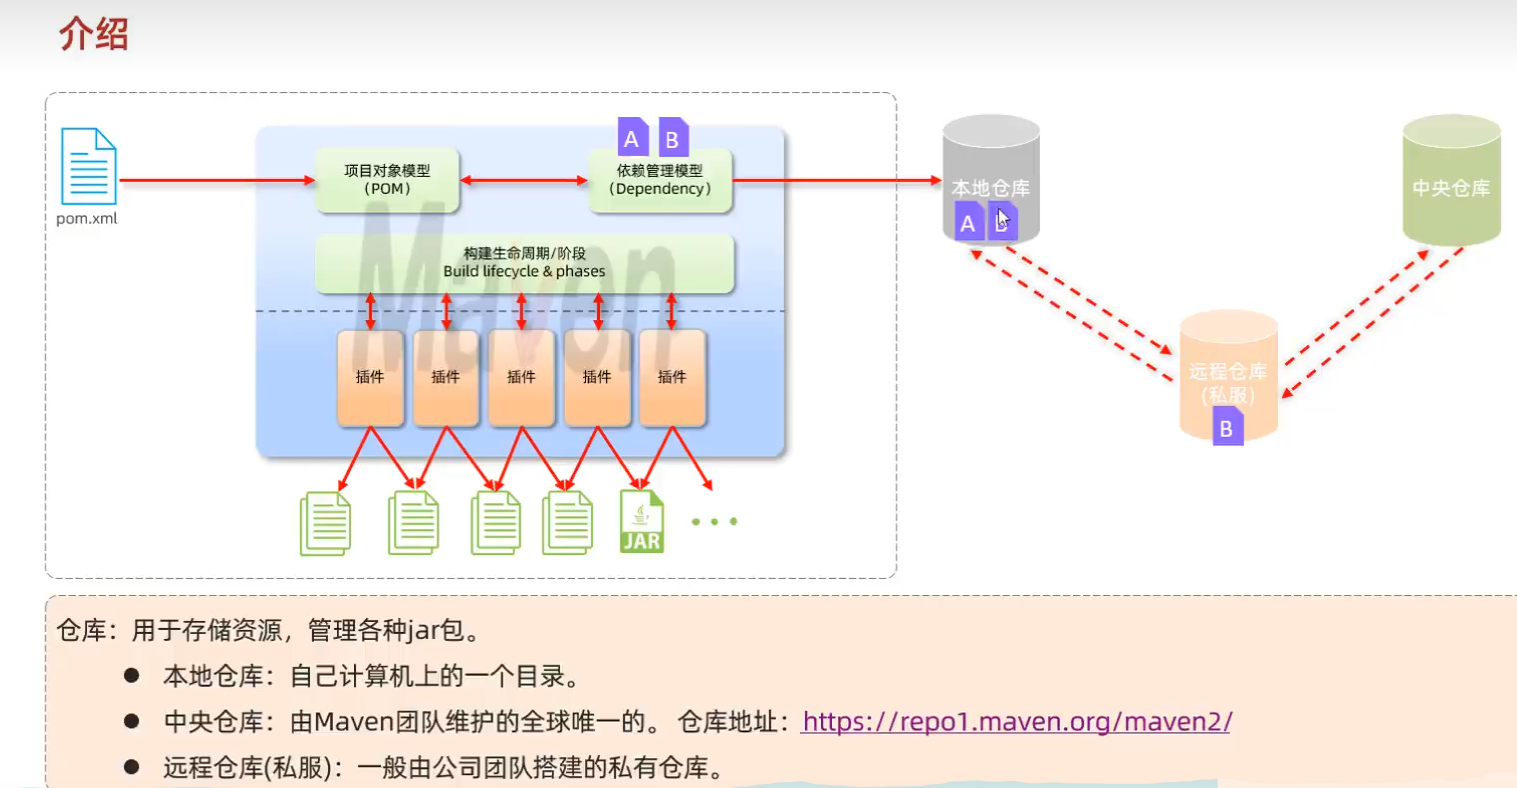 介绍
pom.xml
项目对象模型
(POM)
A B
依赖管理模型
(Dependency)
构建生命周期/阶段
Build lifecycle & phases
Maven
插件 插件 插件 插件 插件
JAR
本地仓库
A B
中央仓库
远程仓库
(私服)
B
仓库：用于存储资源，管理各种jar包。
● 本地仓库：自己计算机上的一个目录。
● 中央仓库：由Maven团队维护的全球唯一的。 仓库地址：https://repo1.maven.org/maven2/
● 远程仓库(私服)：一般由公司团队搭建的私有仓库。